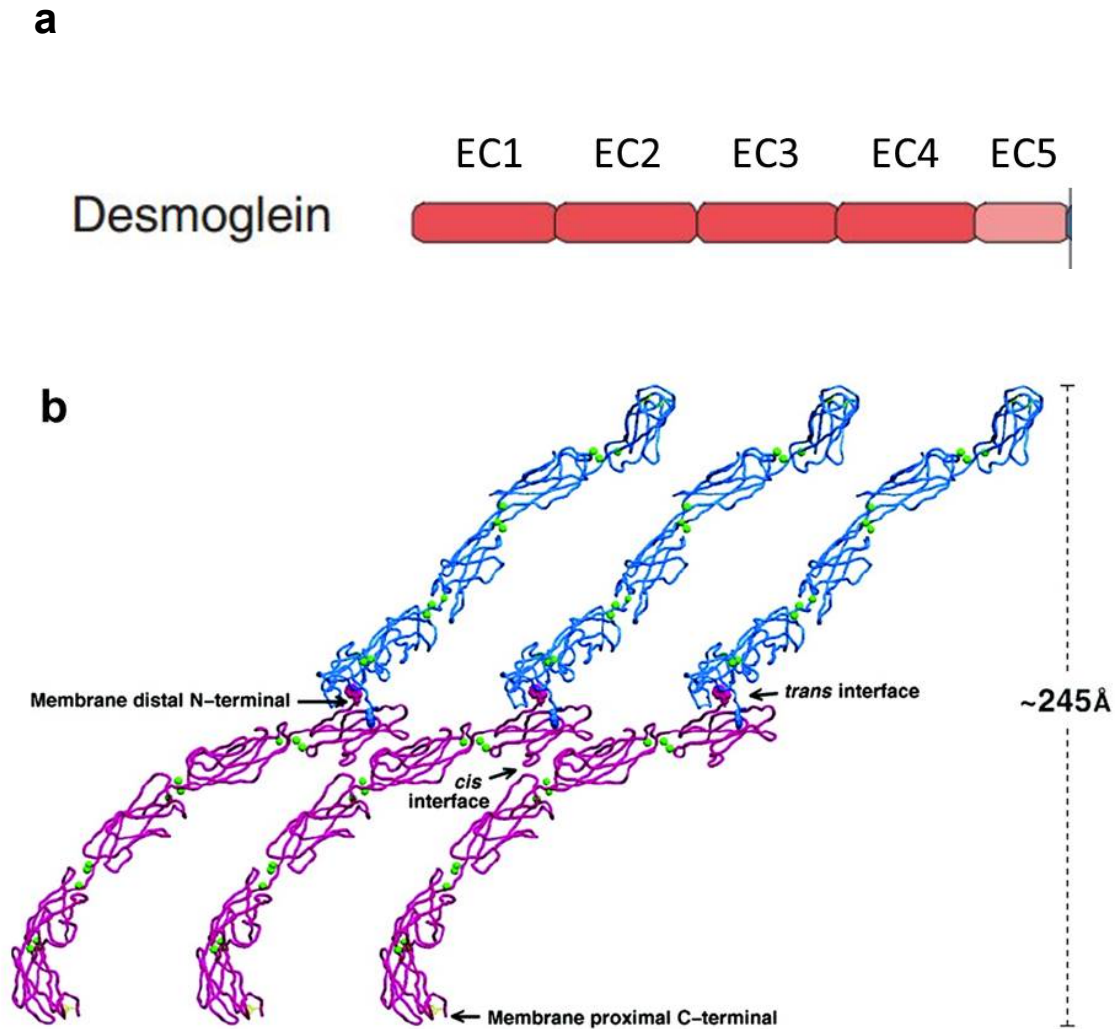 a
EC1 EC2 EC3 EC4 EC5
Desmoglein
b
Membrane distal N–terminal
trans interface
~245Å
cis
interface
Membrane proximal C–terminal